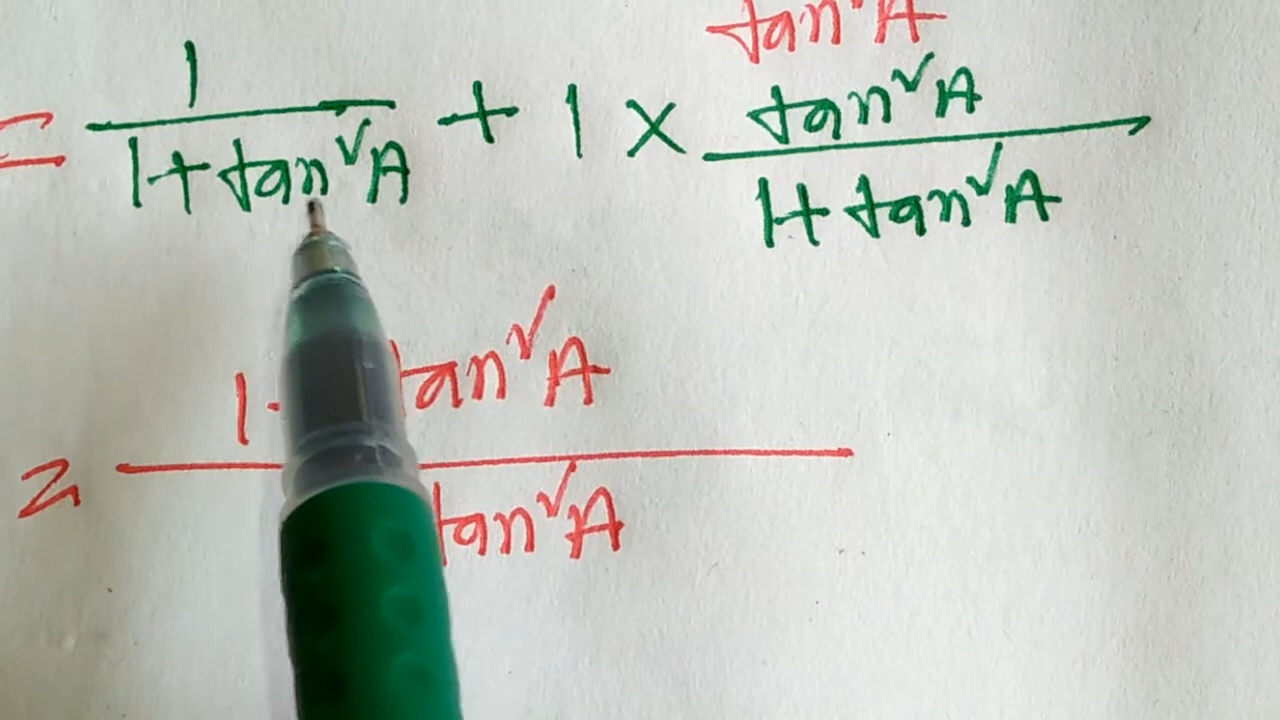 tan²A
= 1/(1+tan²A) + 1 × tan²A/(1+tan²A)
= 1 tan²A / tan²A